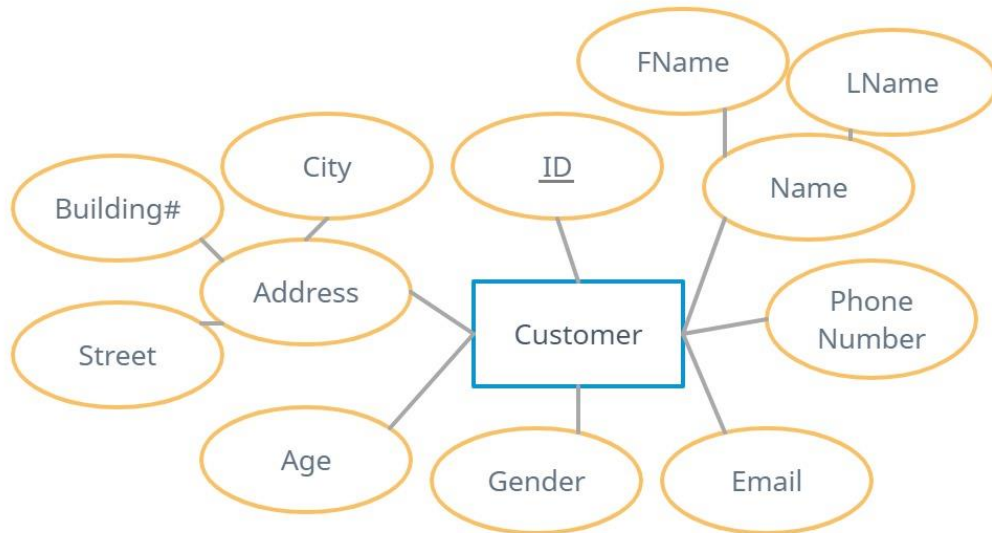 FName
LName
City
ID
Name
Building#
Address
Phone
Number
Customer
Street
Age
Gender
Email